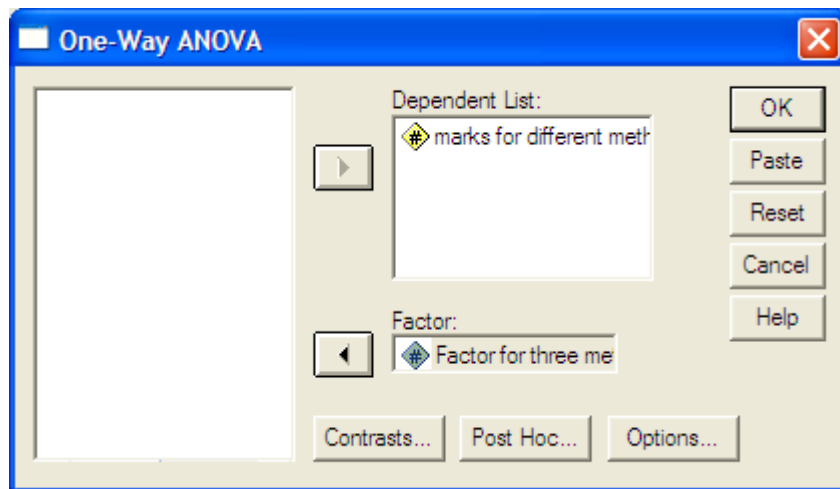 One-Way ANOVA
Dependent List:
# marks for different meth
Factor:
# Factor for three me
OK
Paste
Reset
Cancel
Help
Contrasts...
Post Hoc...
Options...